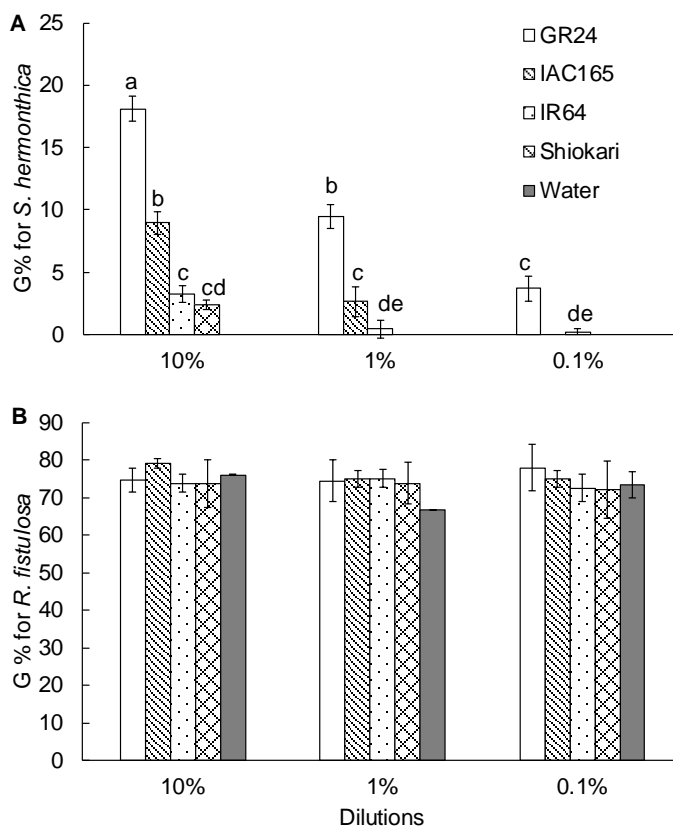 A
G% for S. hermonthica
25
20
15
10
5
0
GR24
IAC165
IR64
Shiokari
Water
a
b
c
cd
b
c
de
c
de
10% 1% 0.1%
B
G % for R. fistulosa
90
80
70
60
50
40
30
20
10
0
10% 1% 0.1%
Dilutions